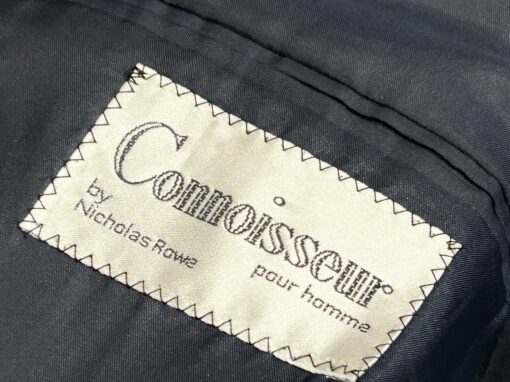 Connoisseur
by
Nicholas Rowe
pour homme